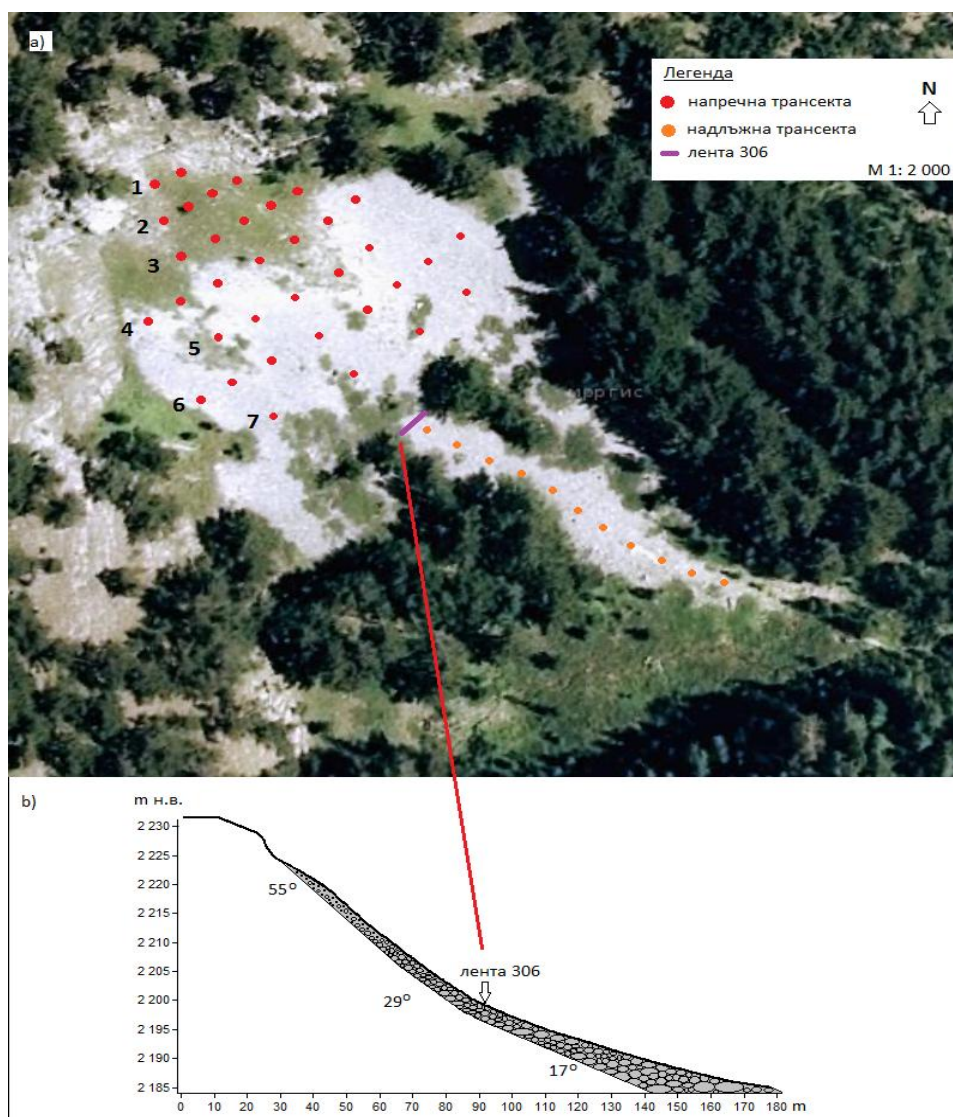 a)
Легенда
напречна трансекта
надлъжна трансекта
лента 306
N
М 1: 2 000
1
2
3
4
5
6
7
мрргис
b)
m н.в.
2 230
2 225
2 220
2 215
2 210
2 205
2 200
2 195
2 190
2 185
55°
29°
17°
лента 306
0 10 20 30 40 50 60 70 80 90 100 110 120 130 140 150 160 170 180 m